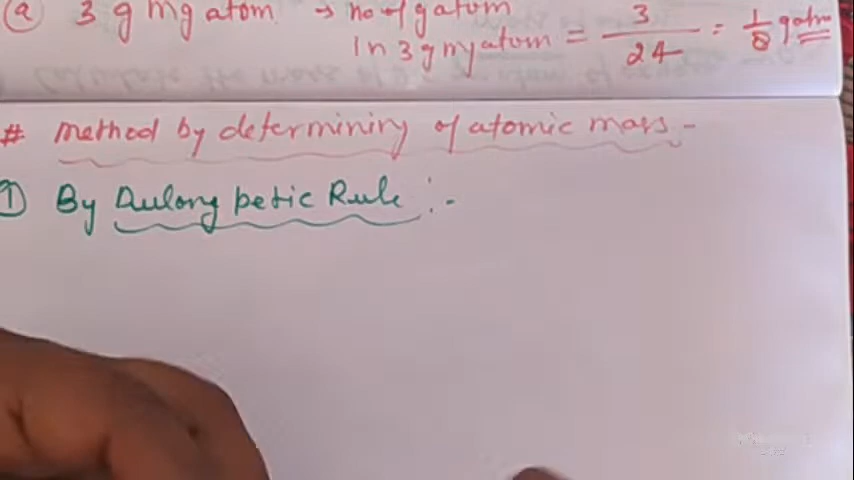 (a) 3 g mg atom → no of g atom
in 3 g mg atom = 3/24 = 1/8 g atm
# Method by determining of atomic mass -
① By Dulong petic Rule :-